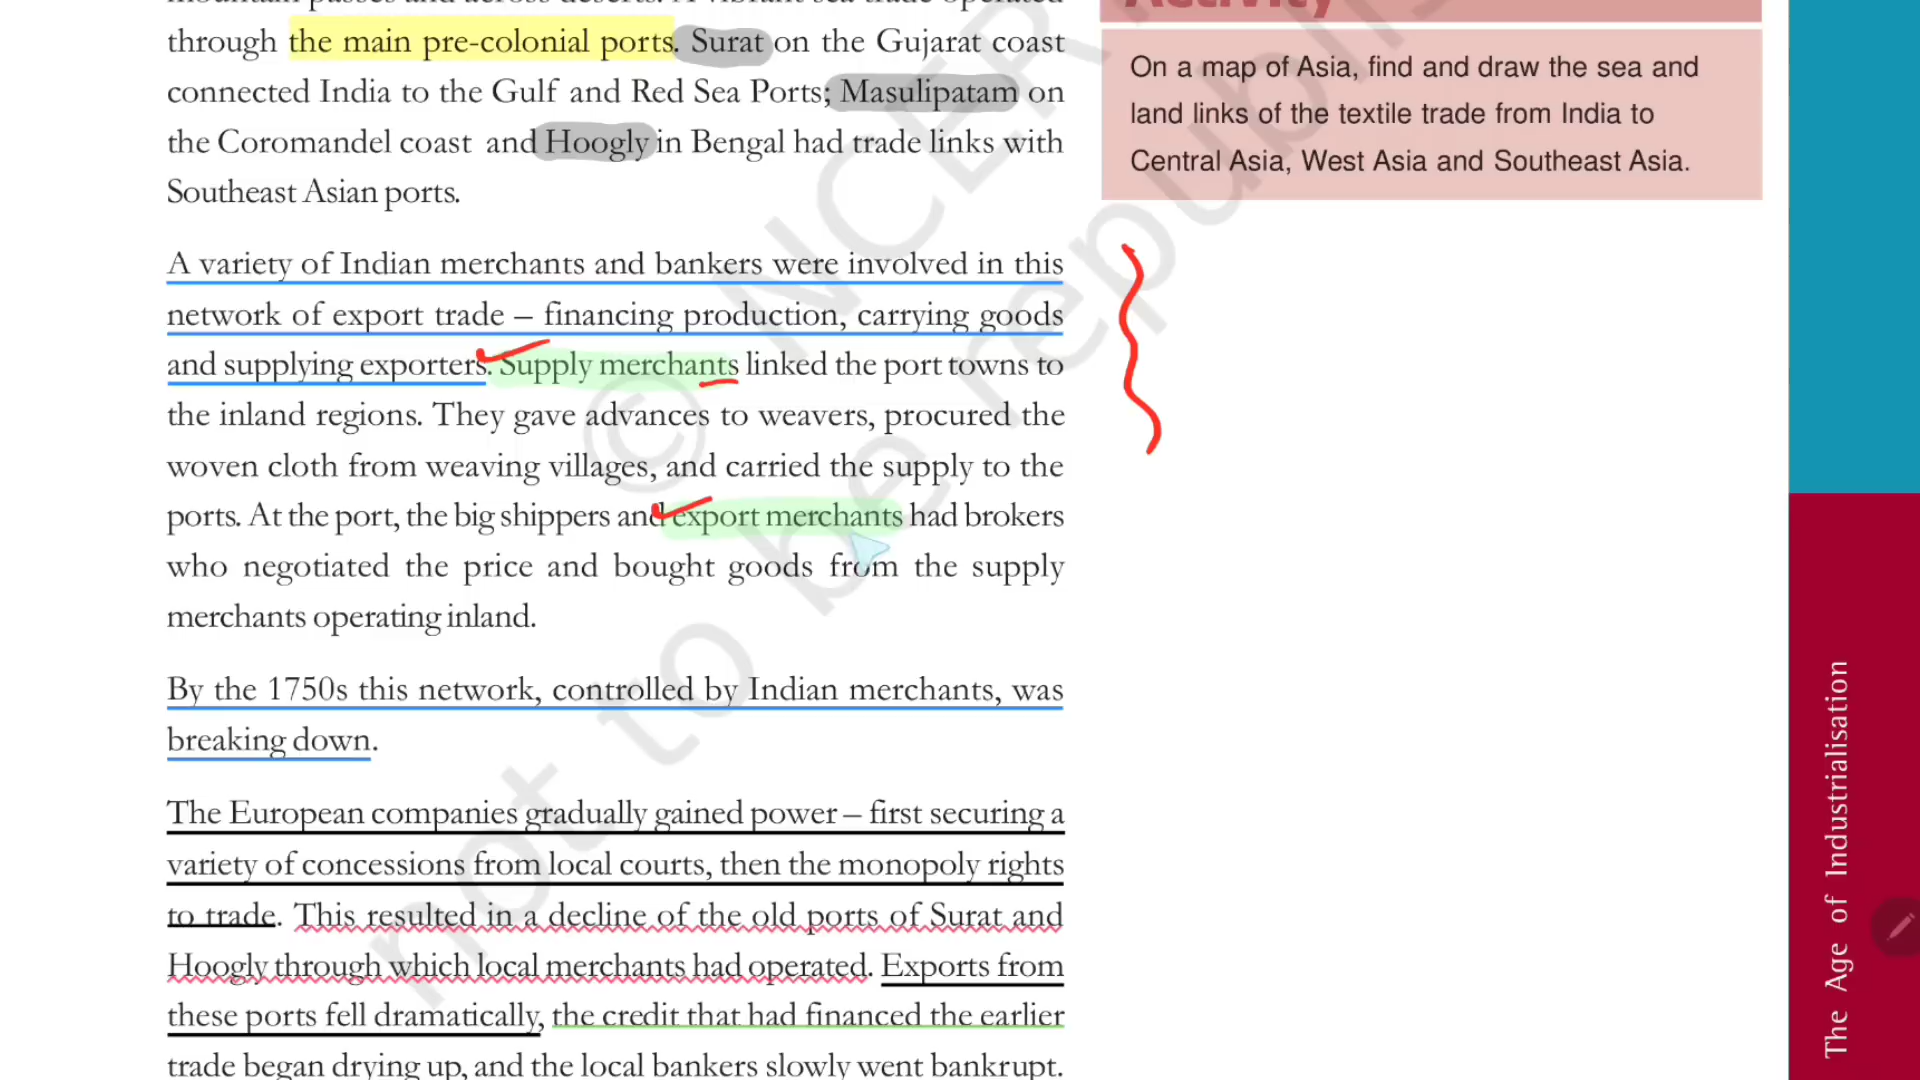 through the main pre-colonial ports. Surat on the Gujarat coast
connected India to the Gulf and Red Sea Ports; Masulipatam on
the Coromandel coast and Hoogly in Bengal had trade links with
Southeast Asian ports.
A variety of Indian merchants and bankers were involved in this
network of export trade – financing production, carrying goods
and supplying exporters. Supply merchants linked the port towns to
the inland regions. They gave advances to weavers, procured the
woven cloth from weaving villages, and carried the supply to the
ports. At the port, the big shippers and export merchants had brokers
who negotiated the price and bought goods from the supply
merchants operating inland.
By the 1750s this network, controlled by Indian merchants, was
breaking down.
The European companies gradually gained power – first securing a
variety of concessions from local courts, then the monopoly rights
to trade. This resulted in a decline of the old ports of Surat and
Hoogly through which local merchants had operated. Exports from
these ports fell dramatically, the credit that had financed the earlier
trade began drying up, and the local bankers slowly went bankrupt.
Activity
On a map of Asia, find and draw the sea and
land links of the textile trade from India to
Central Asia, West Asia and Southeast Asia.
The Age of Industrialisation
© NCER
not to be republi